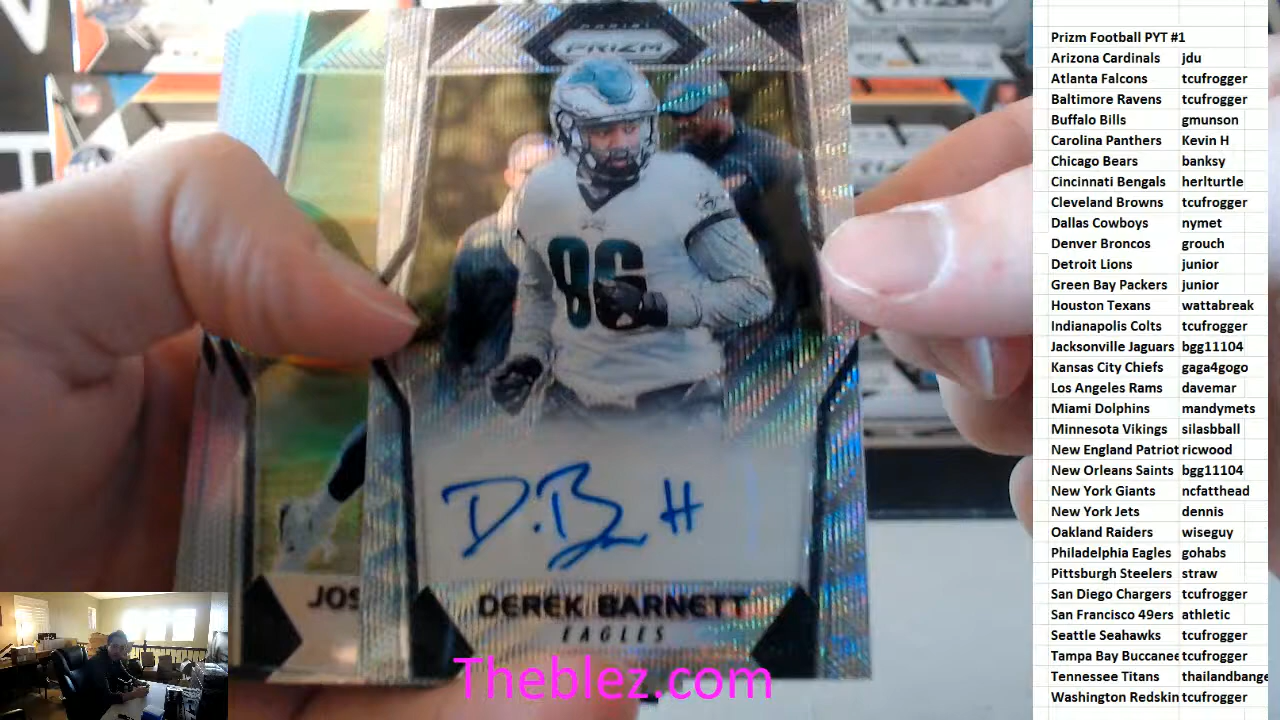 PANINI
PRIZM
86
D.B H
JOS
DEREK BARNETT
EAGLES
Theblez.com
Prizm Football PYT #1
Arizona Cardinals jdu
Atlanta Falcons tcufrogger
Baltimore Ravens tcufrogger
Buffalo Bills gmunson
Carolina Panthers Kevin H
Chicago Bears banksy
Cincinnati Bengals herlturtle
Cleveland Browns tcufrogger
Dallas Cowboys nymet
Denver Broncos grouch
Detroit Lions junior
Green Bay Packers junior
Houston Texans wattabreak
Indianapolis Colts tcufrogger
Jacksonville Jaguars bgg11104
Kansas City Chiefs gaga4gogo
Los Angeles Rams davemar
Miami Dolphins mandymets
Minnesota Vikings silasbball
New England Patriot ricwood
New Orleans Saints bgg11104
New York Giants ncfatthead
New York Jets dennis
Oakland Raiders wiseguy
Philadelphia Eagles gohabs
Pittsburgh Steelers straw
San Diego Chargers tcufrogger
San Francisco 49ers athletic
Seattle Seahawks tcufrogger
Tampa Bay Buccanee tcufrogger
Tennessee Titans thailandbange
Washington Redskin tcufrogger